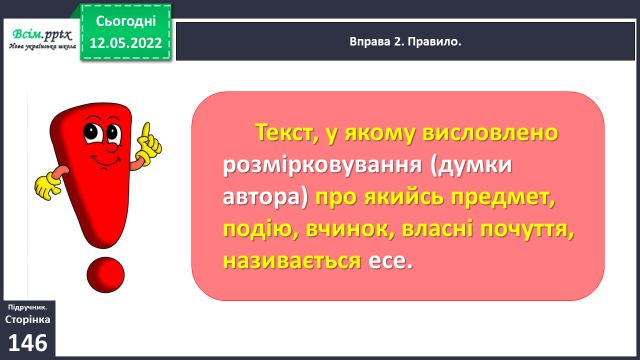 Всім.pptx
Нова українська школа
Сьогодні
12.05.2022
Вправа 2. Правило.
Текст, у якому висловлено
розмірковування (думки
автора) про якийсь предмет,
подію, вчинок, власні почуття,
називається есе.
Підручник.
Сторінка
146